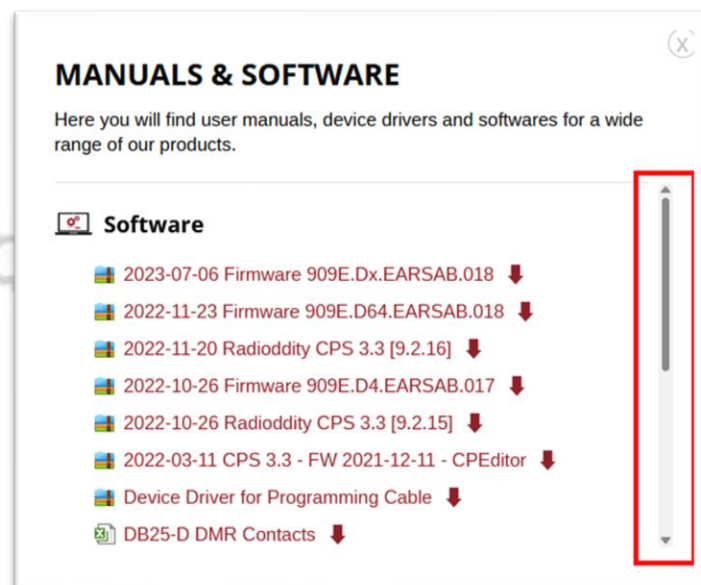 MANUALS & SOFTWARE
Here you will find user manuals, device drivers and softwares for a wide
range of our products.
Software
2023-07-06 Firmware 909E.Dx.EARSAB.018
2022-11-23 Firmware 909E.D64.EARSAB.018
2022-11-20 Radioddity CPS 3.3 [9.2.16]
2022-10-26 Firmware 909E.D4.EARSAB.017
2022-10-26 Radioddity CPS 3.3 [9.2.15]
2022-03-11 CPS 3.3 - FW 2021-12-11 - CPEditor
Device Driver for Programming Cable
DB25-D DMR Contacts